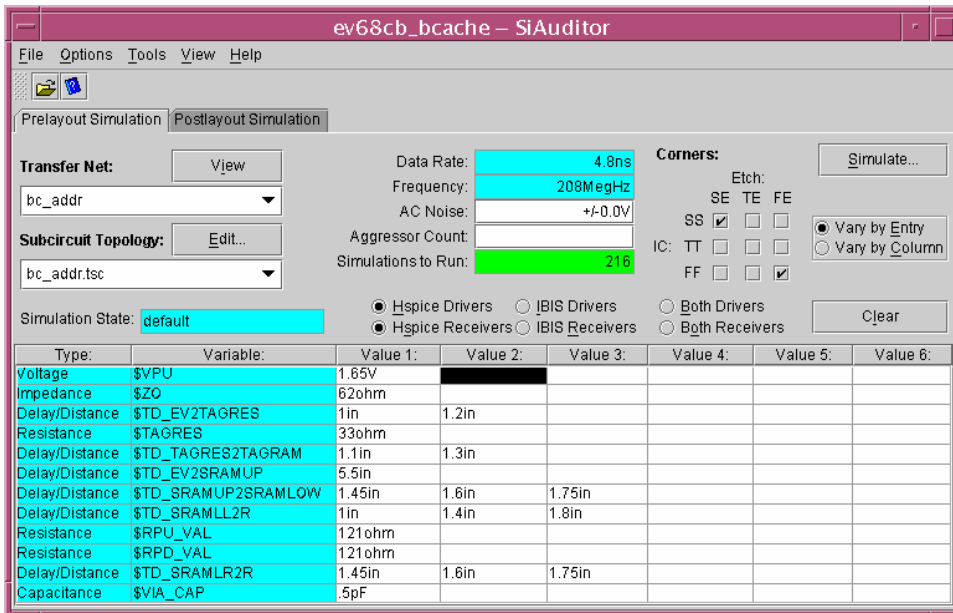 ev68cb_bcache – SiAuditor
File Options Tools View Help
Prelayout Simulation Postlayout Simulation
Transfer Net: View
bc_addr
Subcircuit Topology: Edit...
bc_addr.tsc
Simulation State: default
Data Rate: 4.8ns
Frequency: 208MegHz
AC Noise: +/-0.0V
Aggressor Count:
Simulations to Run: 216
Corners:
Etch:
SE TE FE
SS
IC: TT
FF
Simulate...
Vary by Entry
Vary by Column
Hspice Drivers IBIS Drivers Both Drivers
Hspice Receivers IBIS Receivers Both Receivers
Clear
Type: Variable: Value 1: Value 2: Value 3: Value 4: Value 5: Value 6:
Voltage $VPU 1.65V
Impedance $ZO 62ohm
Delay/Distance $TD_EV2TAGRES 1in 1.2in
Resistance $TAGRES 33ohm
Delay/Distance $TD_TAGRES2TAGRAM 1.1in 1.3in
Delay/Distance $TD_EV2SRAMUP 5.5in
Delay/Distance $TD_SRAMUP2SRAMLOW 1.45in 1.6in 1.75in
Delay/Distance $TD_SRAMLL2R 1in 1.4in 1.8in
Resistance $RPU_VAL 121ohm
Resistance $RPD_VAL 121ohm
Delay/Distance $TD_SRAMLR2R 1.45in 1.6in 1.75in
Capacitance $VIA_CAP .5pF